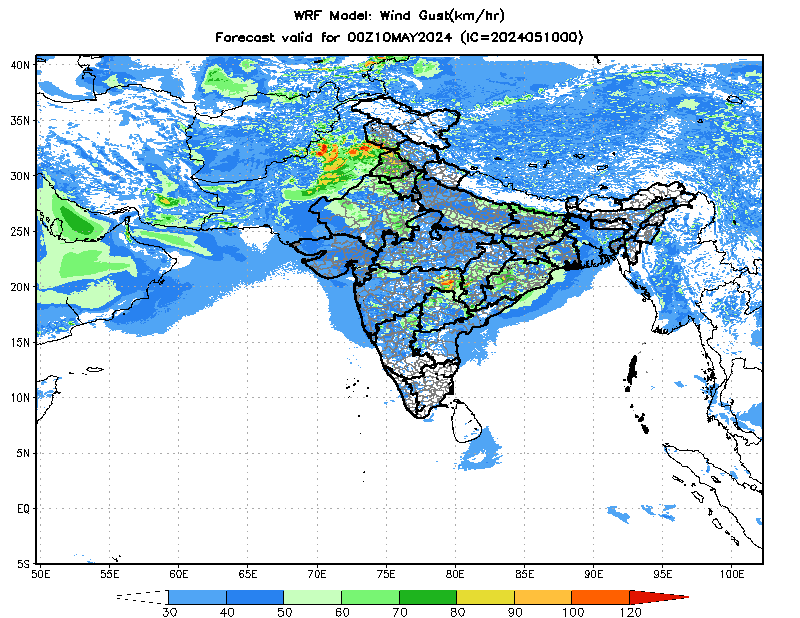 WRF Model: Wind Gust(km/hr)
Forecast valid for 00Z10MAY2024 (IC=2024051000)
40N
35N
30N
25N
20N
15N
10N
5N
EQ
5S
50E 55E 60E 65E 70E 75E 80E 85E 90E 95E 100E
30 40 50 60 70 80 90 100 120